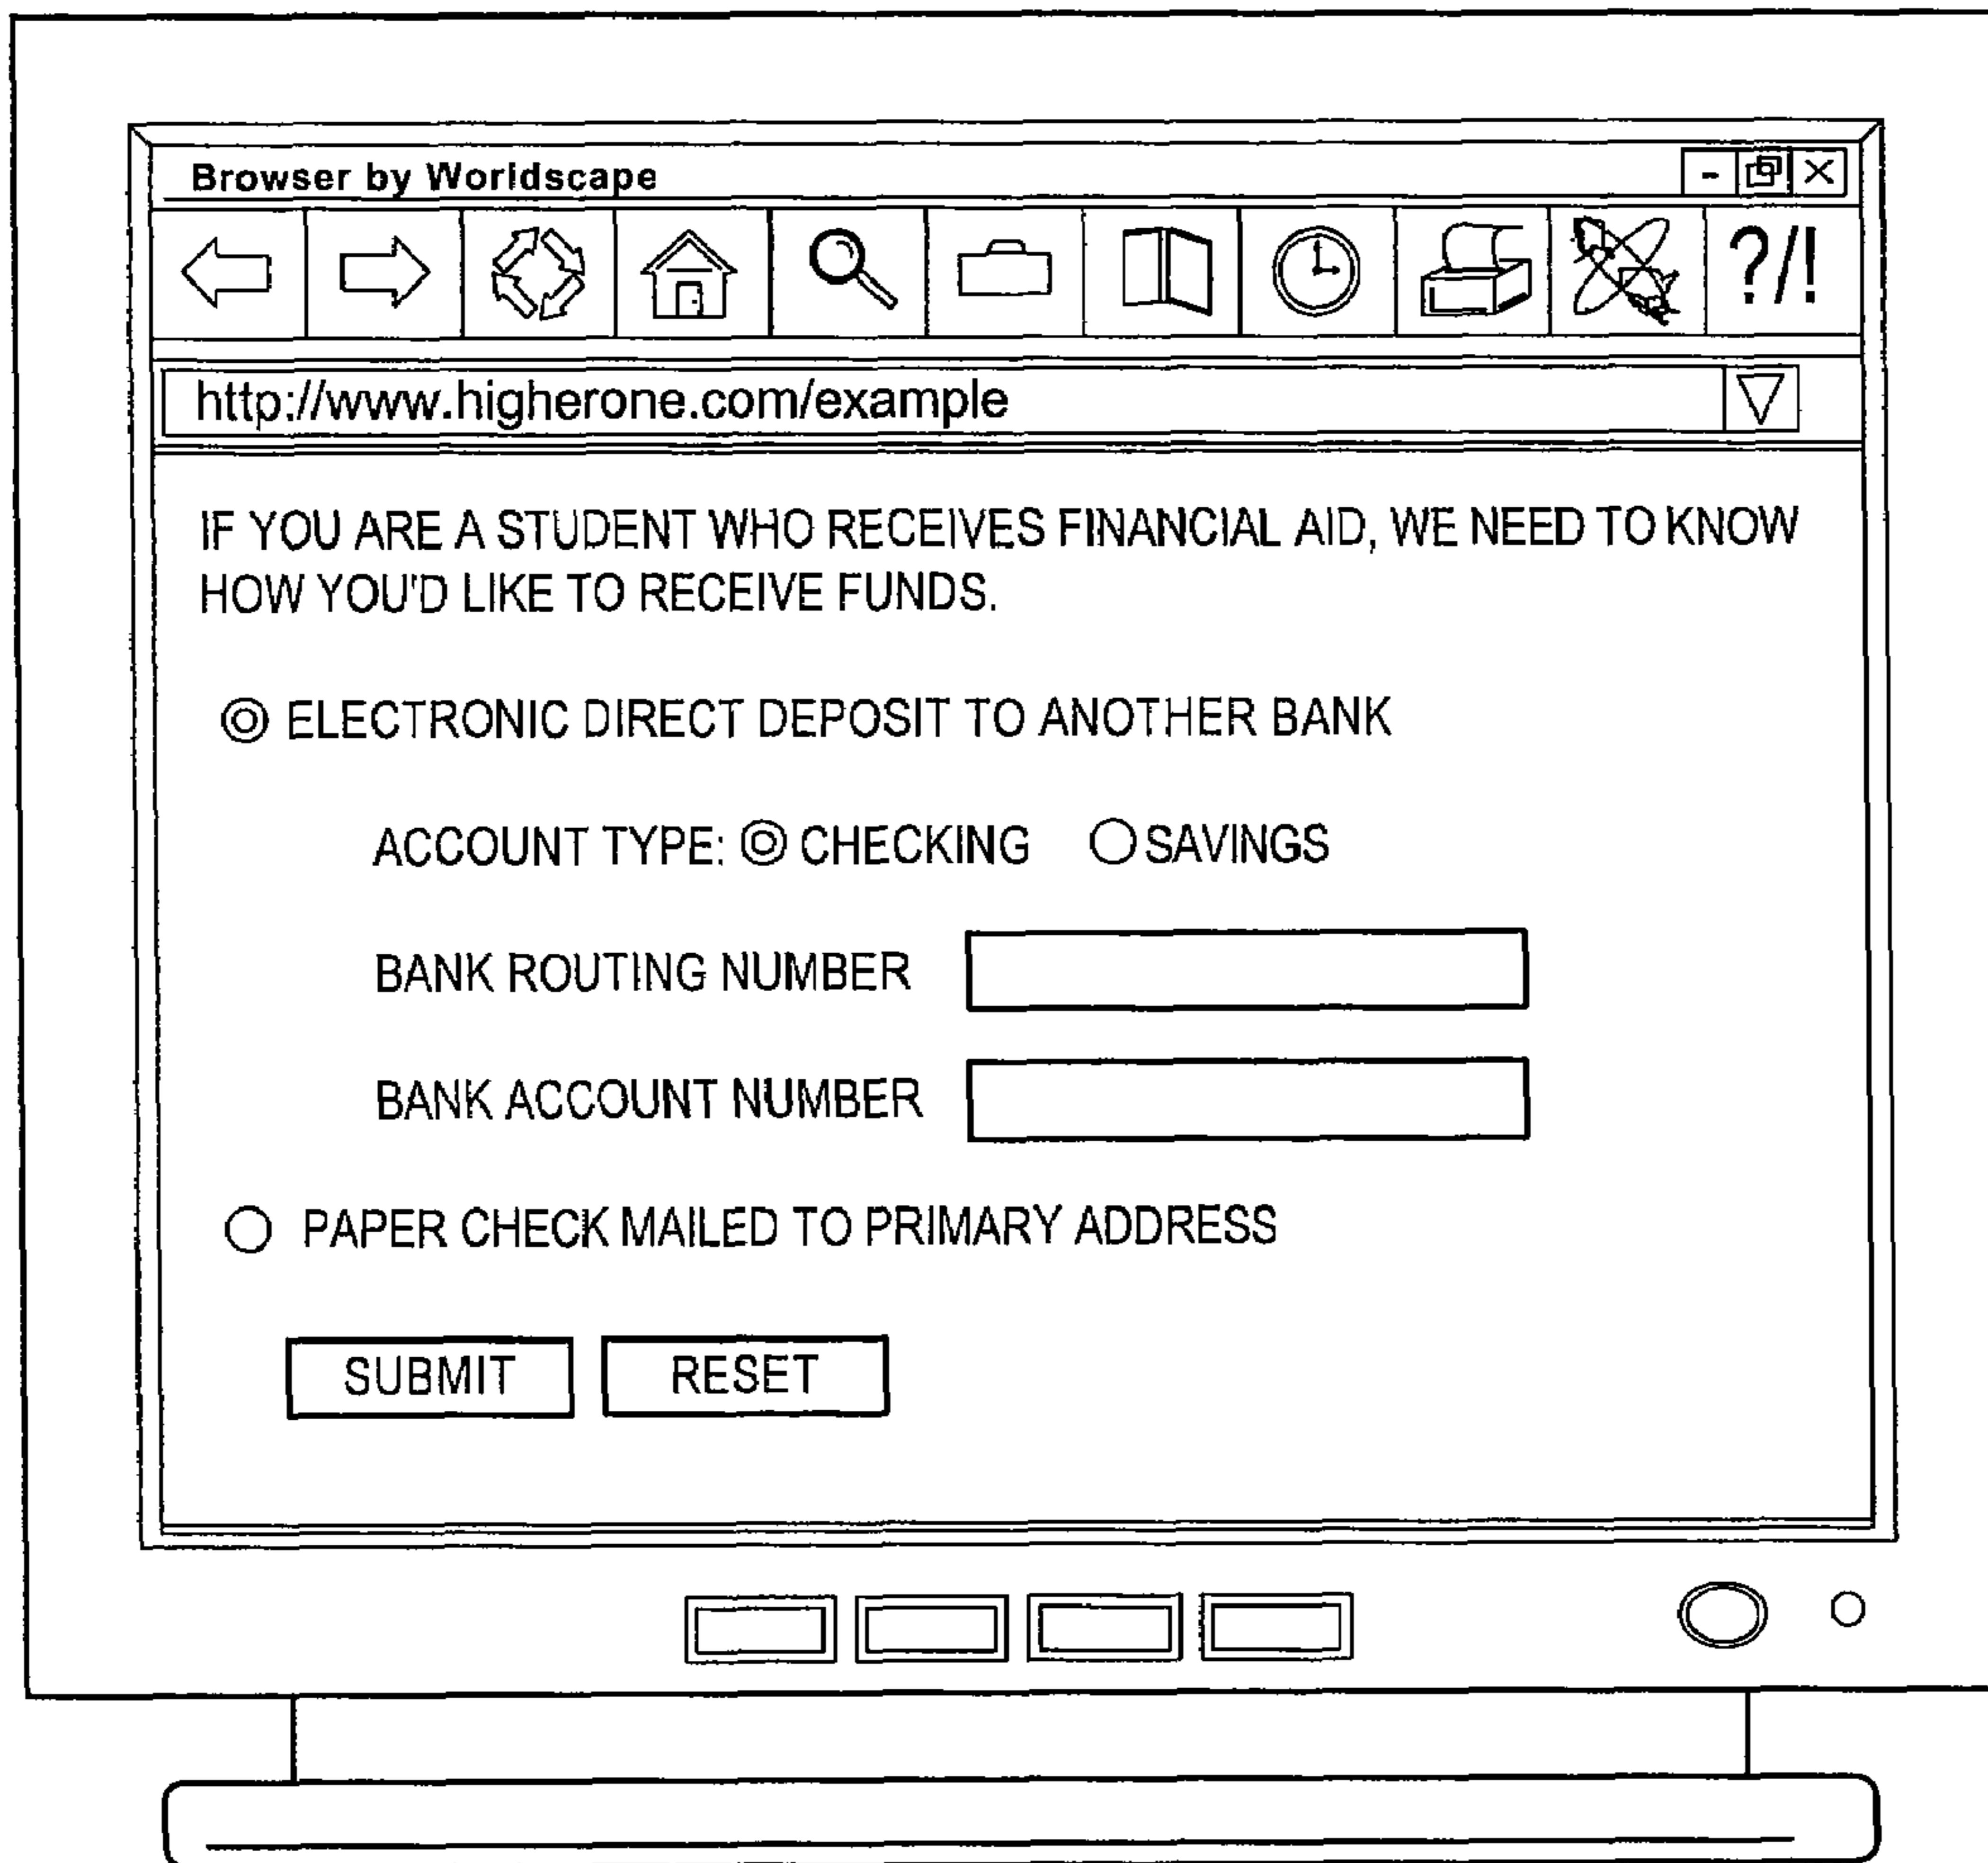 Browser by Worldscape
?/!
http://www.higherone.com/example
IF YOU ARE A STUDENT WHO RECEIVES FINANCIAL AID, WE NEED TO KNOW
HOW YOU'D LIKE TO RECEIVE FUNDS.
ELECTRONIC DIRECT DEPOSIT TO ANOTHER BANK
ACCOUNT TYPE: CHECKING SAVINGS
BANK ROUTING NUMBER
BANK ACCOUNT NUMBER
PAPER CHECK MAILED TO PRIMARY ADDRESS
SUBMIT RESET